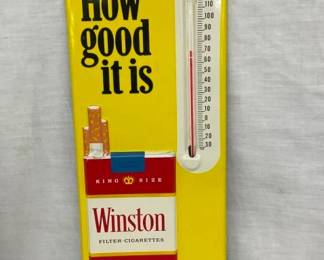 How
good
it is
110
100
90
80
70
60
50
40
30
20
10
0
10
20
30
KING SIZE
Winston
FILTER-CIGARETTES